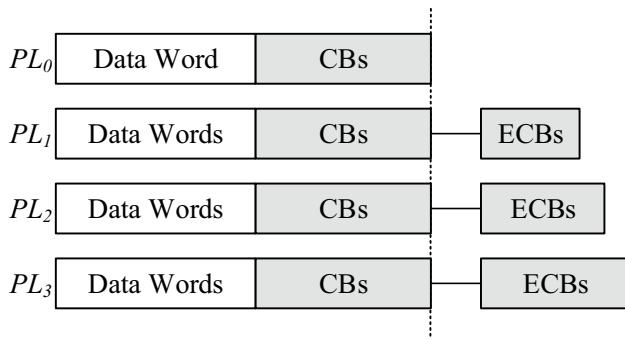 PL0 Data Word CBs
PL1 Data Words CBs ECBs
PL2 Data Words CBs ECBs
PL3 Data Words CBs ECBs